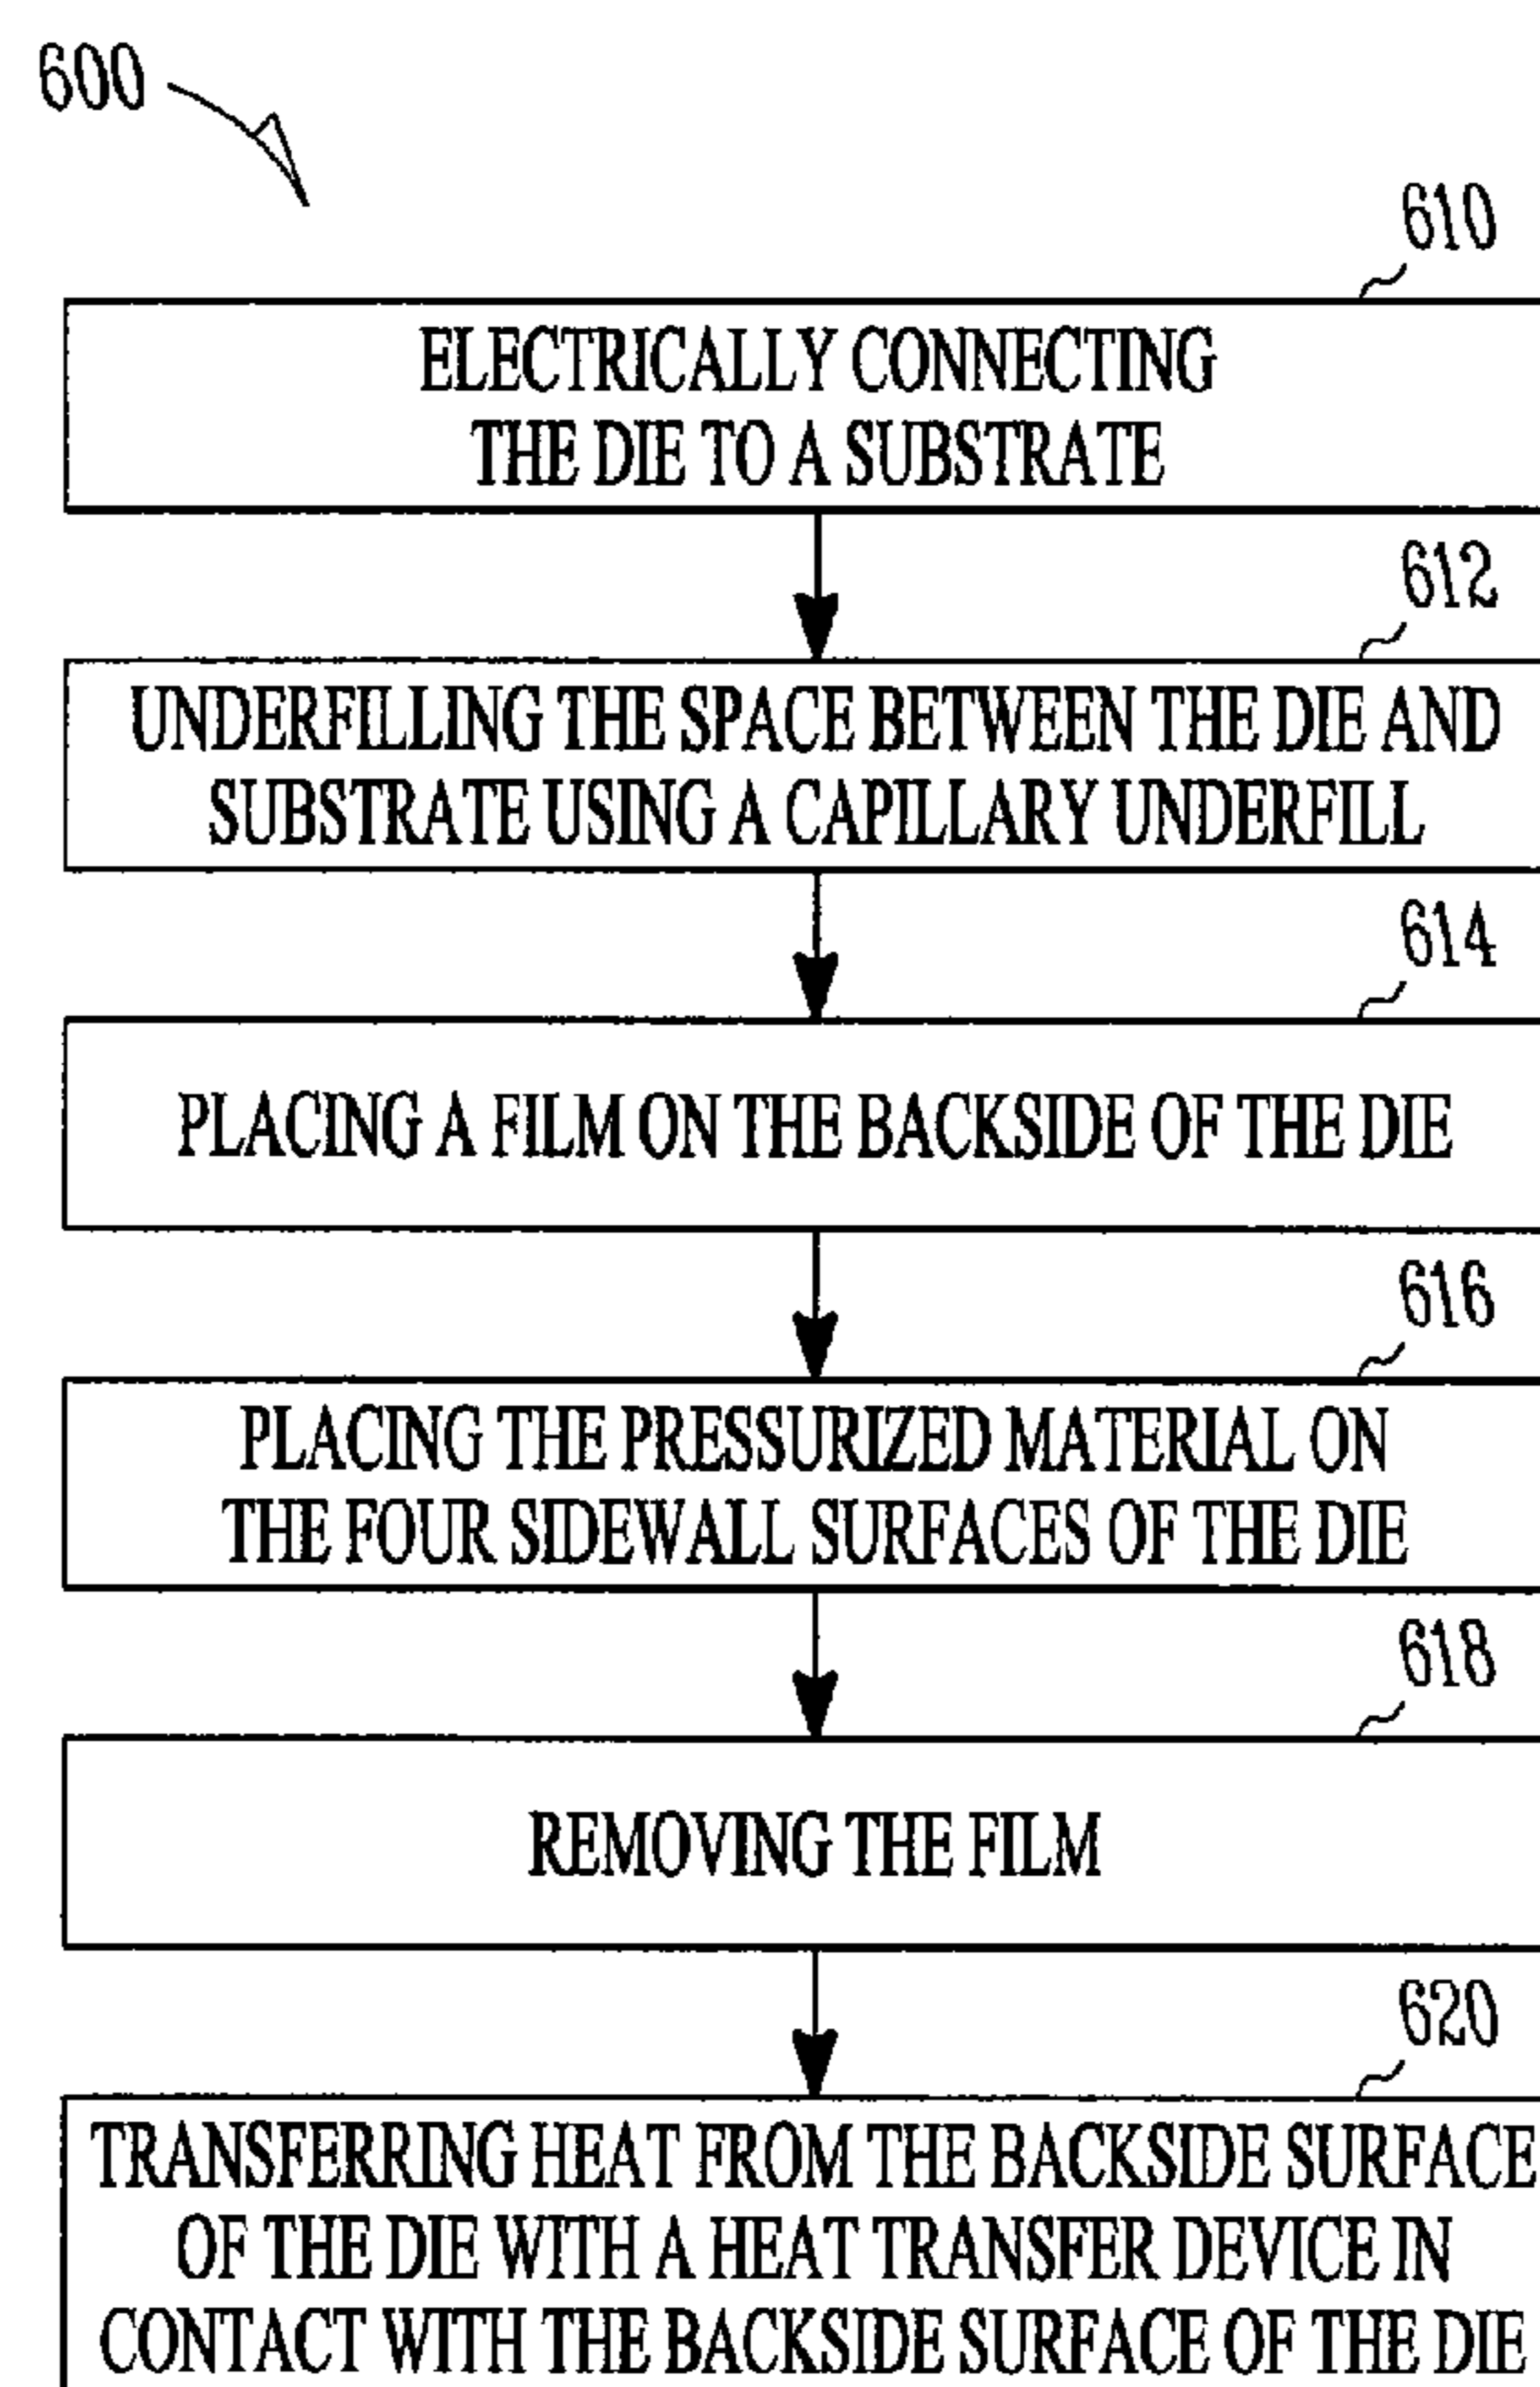 600
610
ELECTRICALLY CONNECTING
THE DIE TO A SUBSTRATE
612
UNDERFILLING THE SPACE BETWEEN THE DIE AND
SUBSTRATE USING A CAPILLARY UNDERFILL
614
PLACING A FILM ON THE BACKSIDE OF THE DIE
616
PLACING THE PRESSURIZED MATERIAL ON
THE FOUR SIDEWALL SURFACES OF THE DIE
618
REMOVING THE FILM
620
TRANSFERRING HEAT FROM THE BACKSIDE SURFACE
OF THE DIE WITH A HEAT TRANSFER DEVICE IN
CONTACT WITH THE BACKSIDE SURFACE OF THE DIE